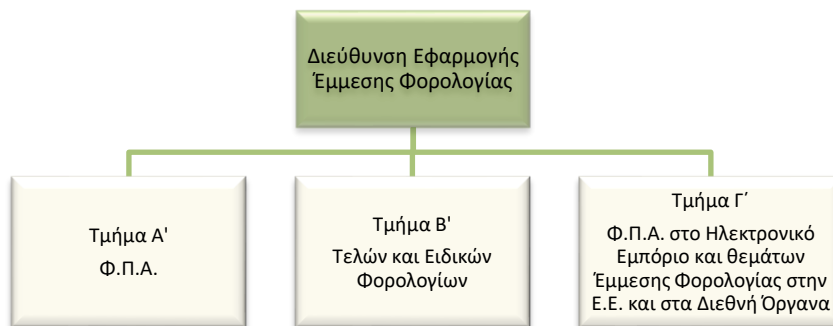 Διεύθυνση Εφαρμογής
Έμμεσης Φορολογίας
Τμήμα Α'
Φ.Π.Α.
Τμήμα Β'
Τελών και Ειδικών
Φορολογίων
Τμήμα Γ΄
Φ.Π.Α. στο Ηλεκτρονικό
Εμπόριο και θεμάτων
Έμμεσης Φορολογίας στην
Ε.Ε. και στα Διεθνή Όργανα